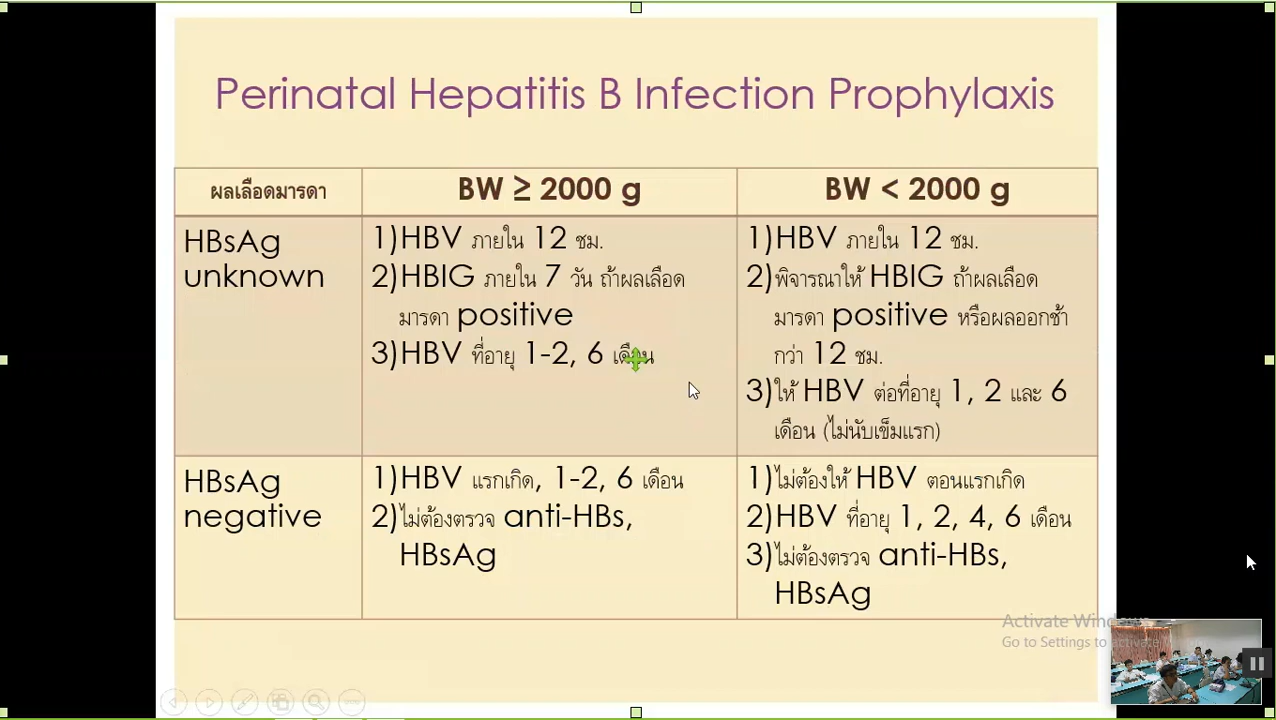 Perinatal Hepatitis B Infection Prophylaxis
ผลเลือดมารดา
BW ≥ 2000 g
BW < 2000 g
HBsAg
unknown
1)HBV ภายใน 12 ชม.
2)HBIG ภายใน 7 วัน ถ้าผลเลือด
มารดา positive
3)HBV ที่อายุ 1-2, 6 เดือน
1)HBV ภายใน 12 ชม.
2)พิจารณาให้ HBIG ถ้าผลเลือด
มารดา positive หรือผลออกช้า
กว่า 12 ชม.
3)ให้ HBV ต่อที่อายุ 1, 2 และ 6
เดือน (ไม่นับเข็มแรก)
HBsAg
negative
1)HBV แรกเกิด, 1-2, 6 เดือน
2)ไม่ต้องตรวจ anti-HBs,
HBsAg
1)ไม่ต้องให้ HBV ตอนแรกเกิด
2)HBV ที่อายุ 1, 2, 4, 6 เดือน
3)ไม่ต้องตรวจ anti-HBs,
HBsAg
Activate Windows
Go to Settings to activate